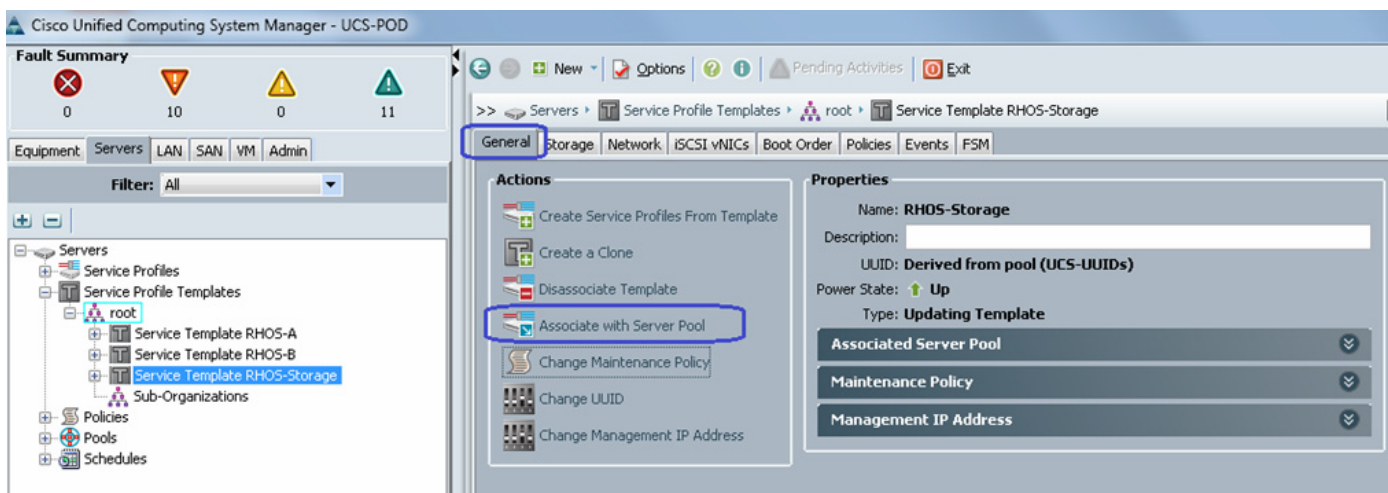 Cisco Unified Computing System Manager - UCS-POD
Fault Summary
0 10 0 11
Equipment Servers LAN SAN VM Admin
Filter: All
Servers
Service Profiles
Service Profile Templates
root
Service Template RHOS-A
Service Template RHOS-B
Service Template RHOS-Storage
Sub-Organizations
Policies
Pools
Schedules
New Options Pending Activities Exit
>> Servers Service Profile Templates root Service Template RHOS-Storage
General Storage Network iSCSI vNICs Boot Order Policies Events FSM
Actions
Create Service Profiles From Template
Create a Clone
Disassociate Template
Associate with Server Pool
Change Maintenance Policy
Change UUID
Change Management IP Address
Properties
Name: RHOS-Storage
Description:
UUID: Derived from pool (UCS-UUIDs)
Power State: Up
Type: Updating Template
Associated Server Pool
Maintenance Policy
Management IP Address